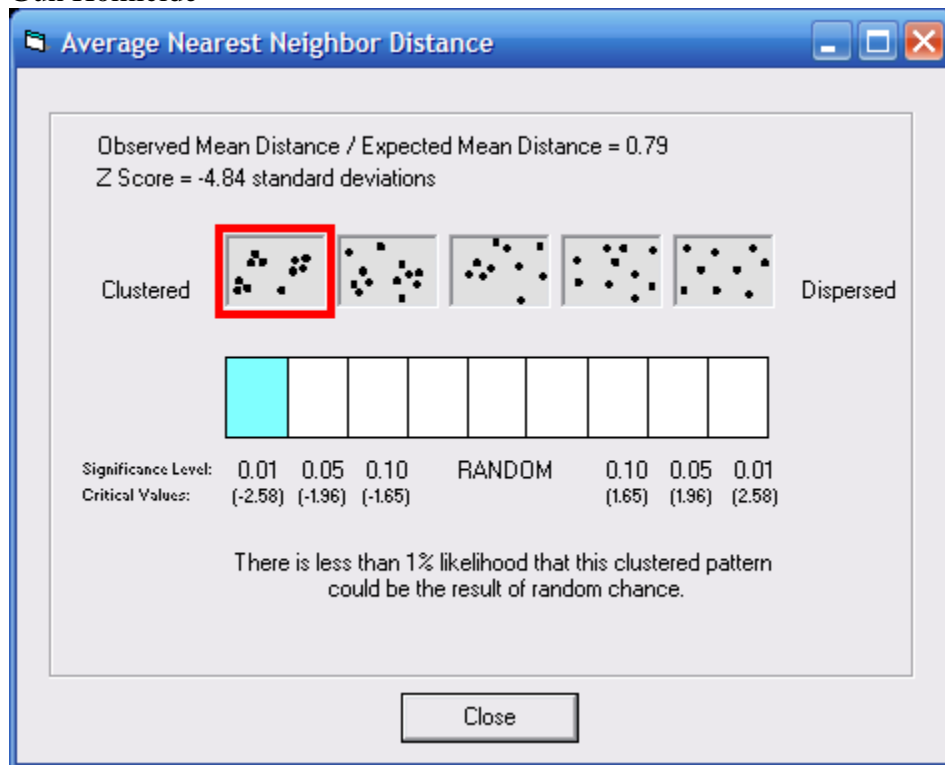 Average Nearest Neighbor Distance
Observed Mean Distance / Expected Mean Distance = 0.79
Z Score = -4.84 standard deviations
Clustered
Dispersed
Significance Level: 0.01 0.05 0.10 RANDOM 0.10 0.05 0.01
Critical Values: (-2.58) (-1.96) (-1.65) (1.65) (1.96) (2.58)
There is less than 1% likelihood that this clustered pattern
could be the result of random chance.
Close